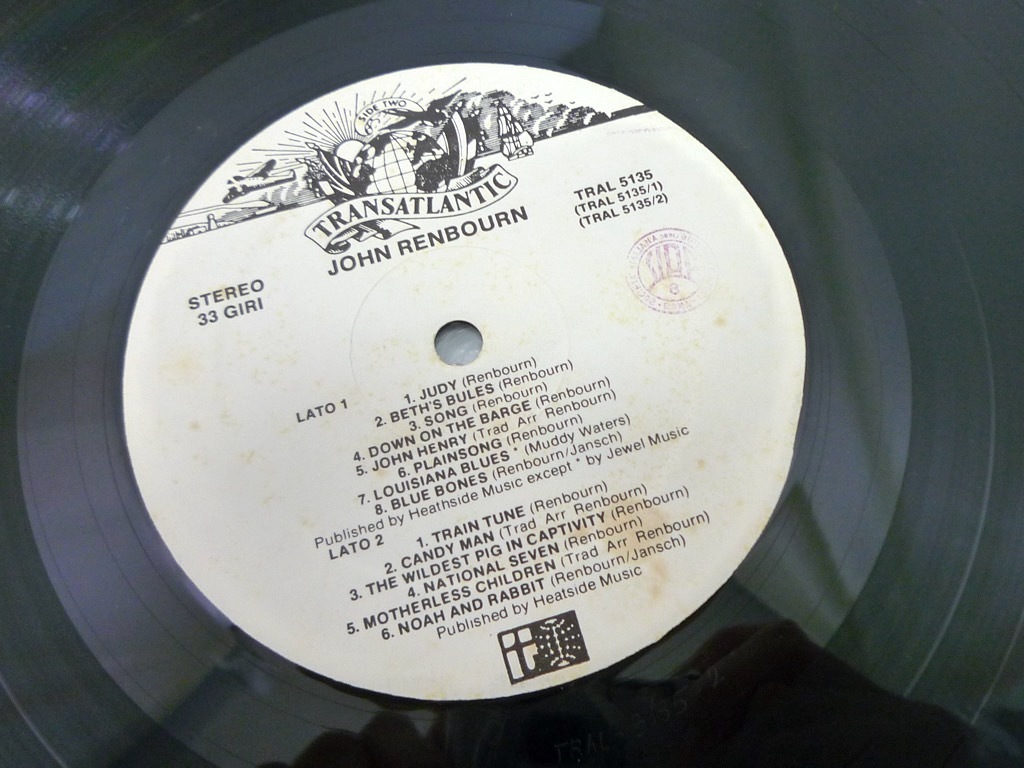 SIDE TWO
TRANSATLANTIC
JOHN RENBOURN
TRAL 5135
(TRAL 5135/1)
(TRAL 5135/2)
STEREO
33 GIRI
LATO 1
1. JUDY (Renbourn)
2. BETH'S BULES (Renbourn)
3. SONG (Renbourn)
4. DOWN ON THE BARGE (Renbourn)
5. JOHN HENRY (Trad Arr Renbourn)
6. PLAINSONG (Renbourn)
7. LOUISIANA BLUES * (Muddy Waters)
8. BLUE BONES (Renbourn/Jansch)
Published by Heathside Music except * by Jewel Music
LATO 2
1. TRAIN TUNE (Renbourn)
2. CANDY MAN (Trad Arr Renbourn)
3. THE WILDEST PIG IN CAPTIVITY (Renbourn)
4. NATIONAL SEVEN (Renbourn)
5. MOTHERLESS CHILDREN (Trad Arr Renbourn)
6. NOAH AND RABBIT (Renbourn/Jansch)
Published by Heatside Music
it
TRAL